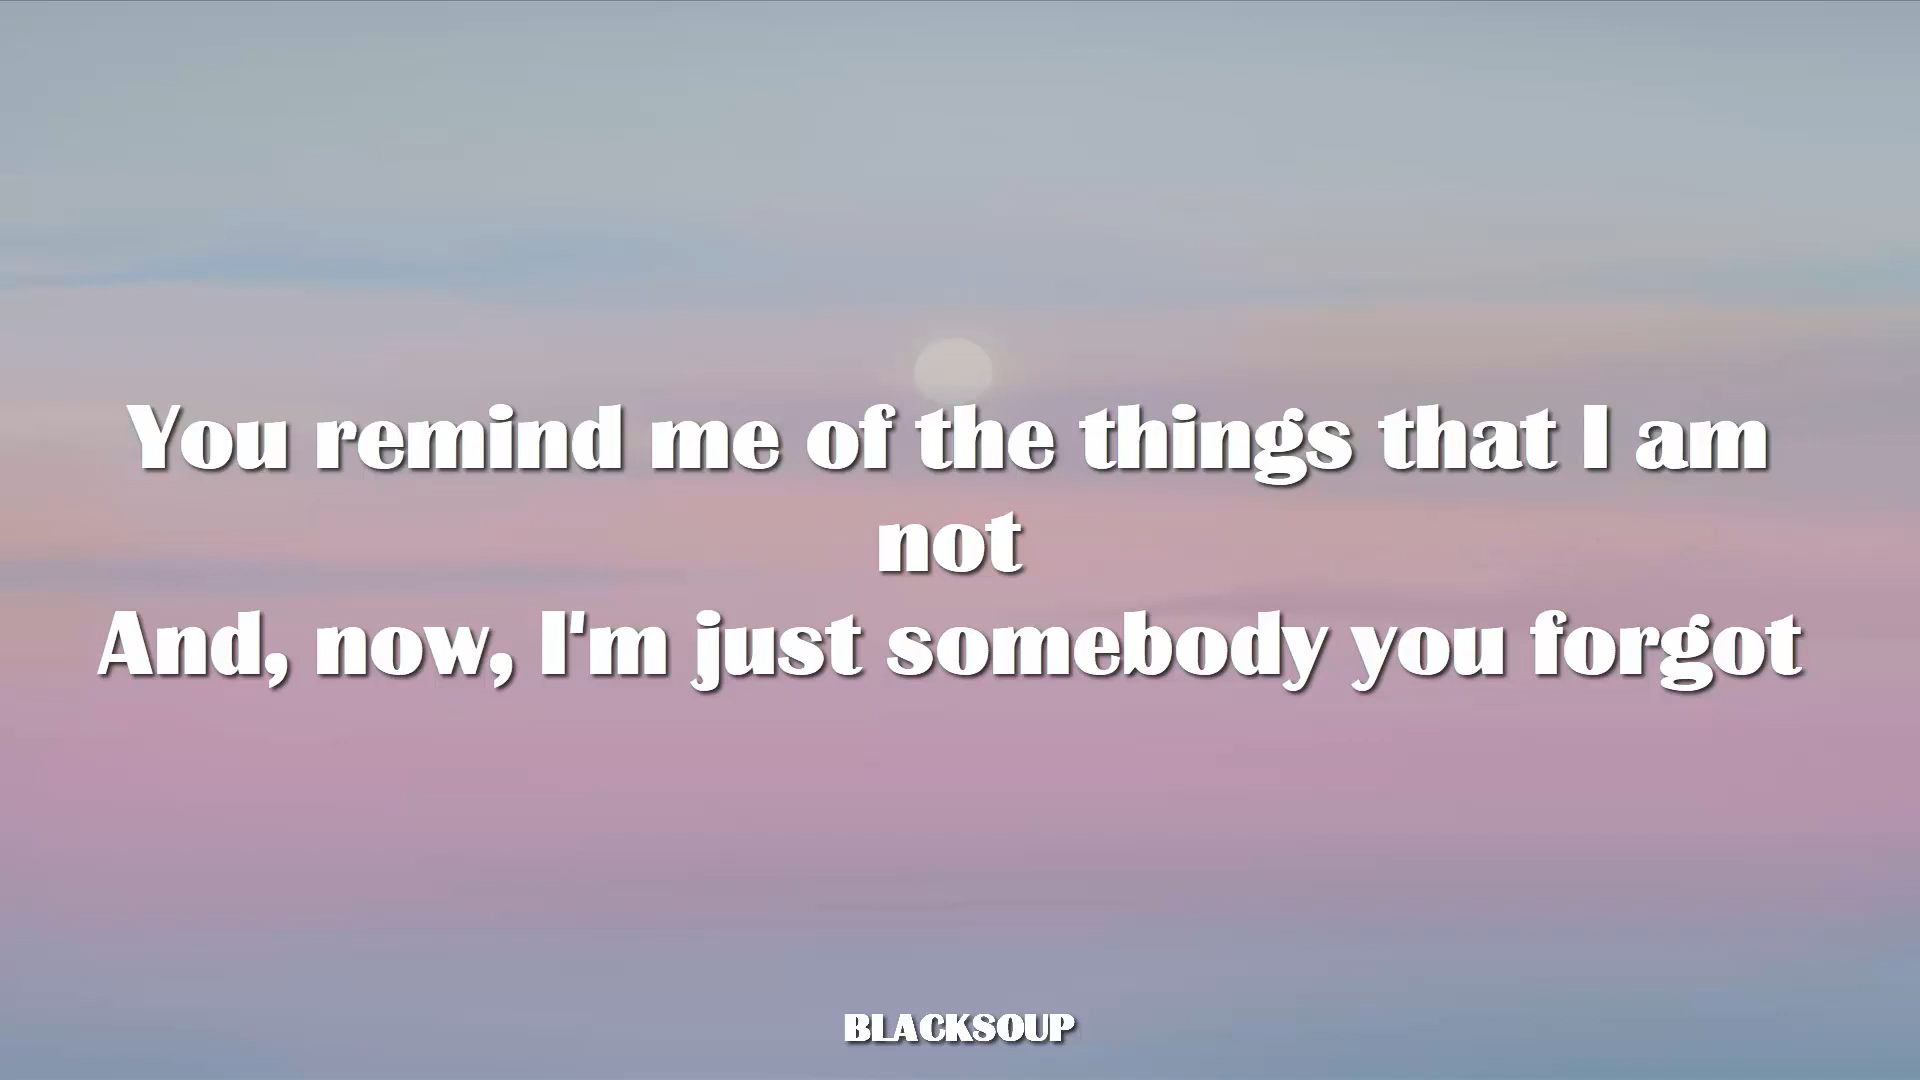 You remind me of the things that I am
not
And, now, I'm just somebody you forgot
BLACKSOUP